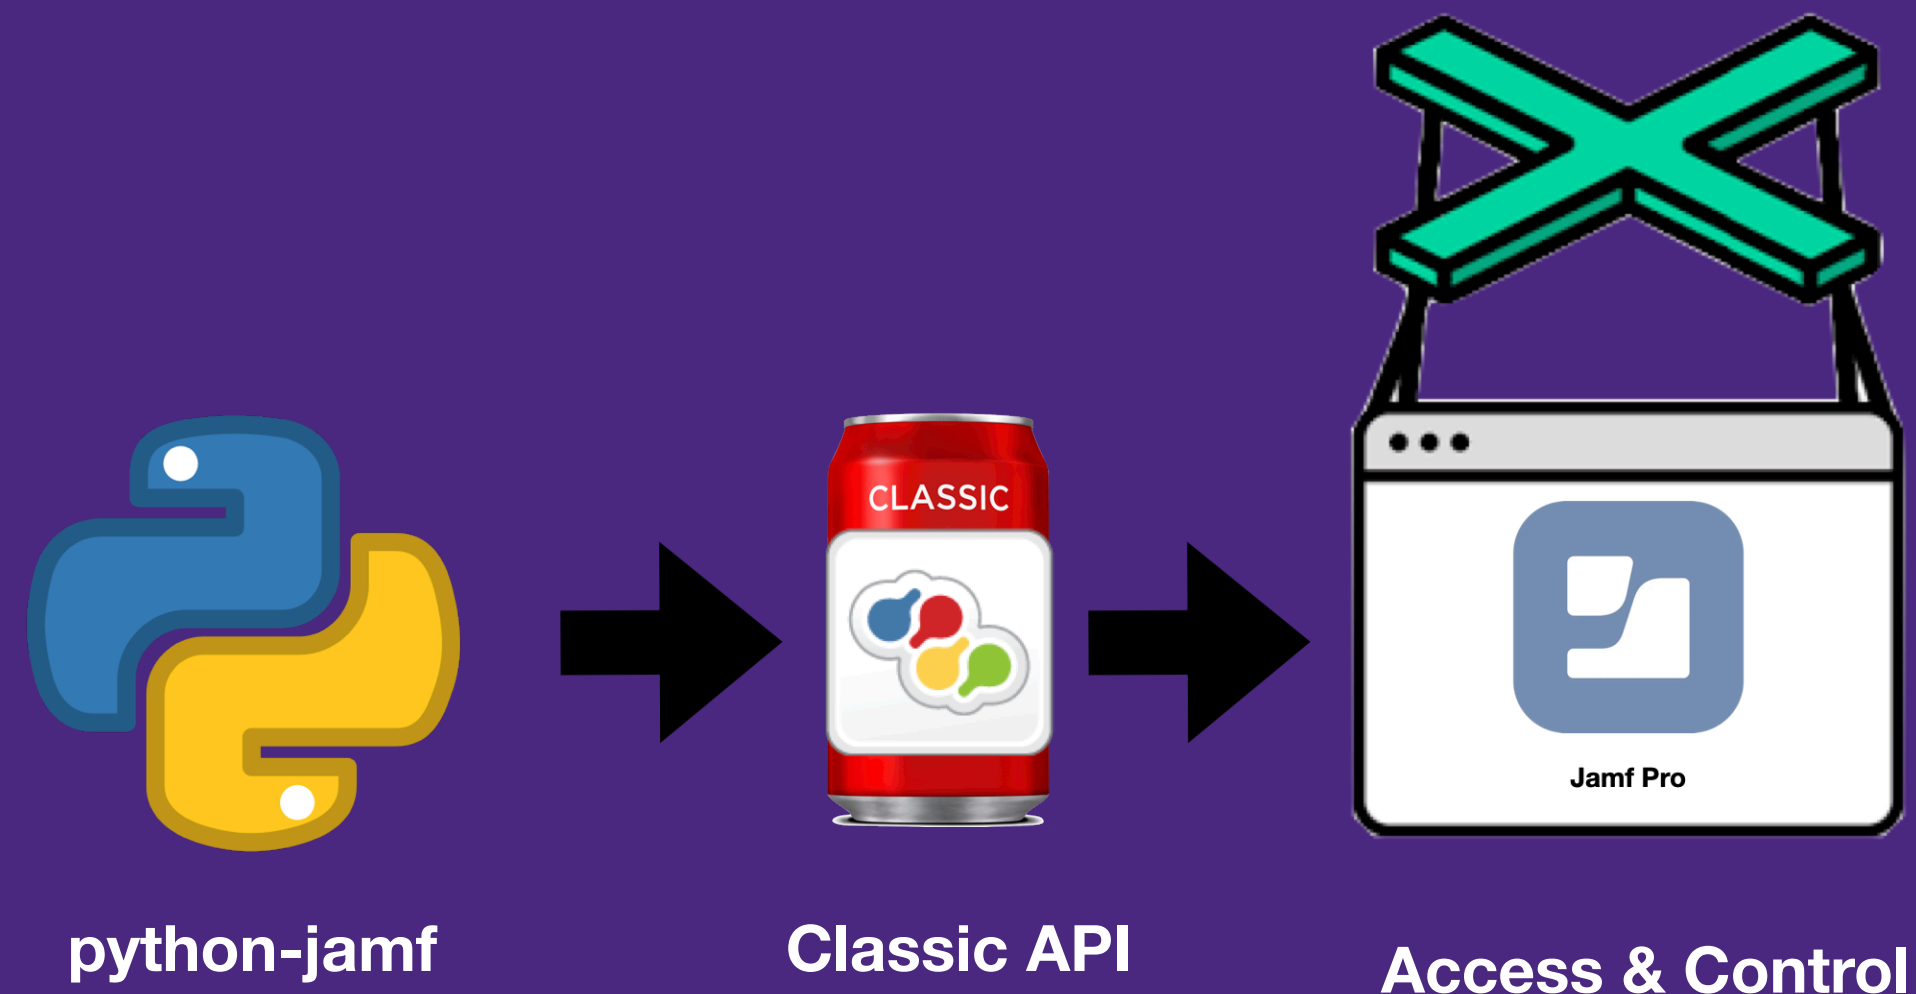 CLASSIC
Jamf Pro
python-jamf
Classic API
Access & Control